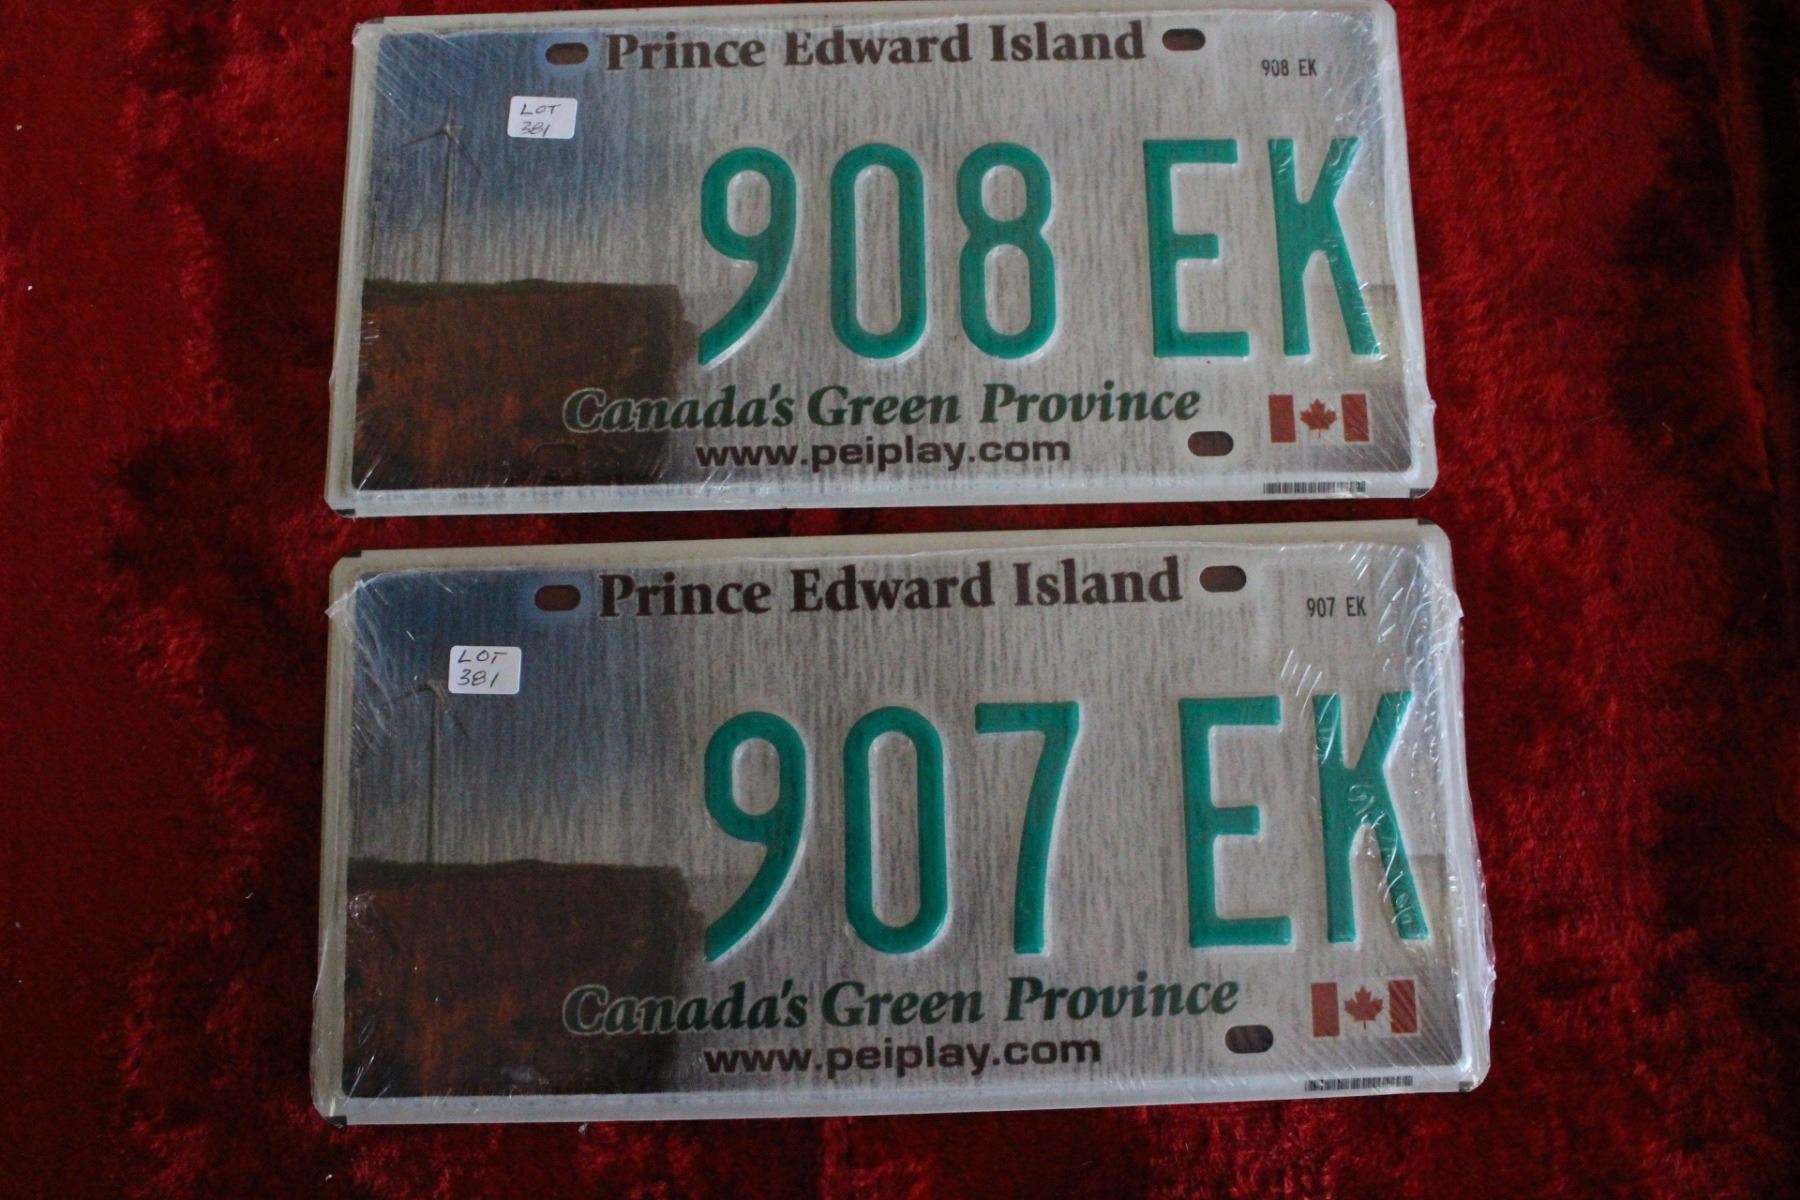 Prince Edward Island
908 EK
LOT
381
908 EK
Canada's Green Province
www.peiplay.com
Prince Edward Island
907 EK
LOT
381
907 EK
Canada's Green Province
www.peiplay.com